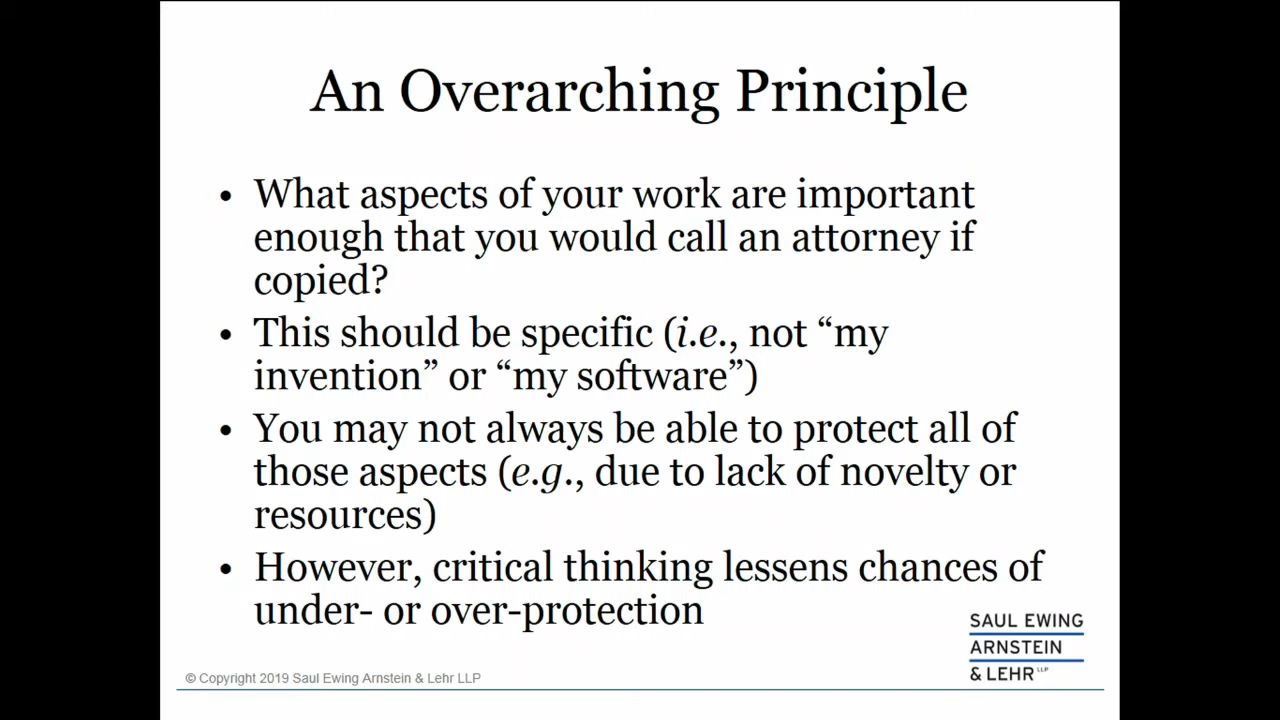 An Overarching Principle
• What aspects of your work are important
enough that you would call an attorney if
copied?
• This should be specific (i.e., not “my
invention” or “my software”)
• You may not always be able to protect all of
those aspects (e.g., due to lack of novelty or
resources)
• However, critical thinking lessens chances of
under- or over-protection
SAUL EWING
ARNSTEIN
& LEHR LLP
© Copyright 2019 Saul Ewing Arnstein & Lehr LLP